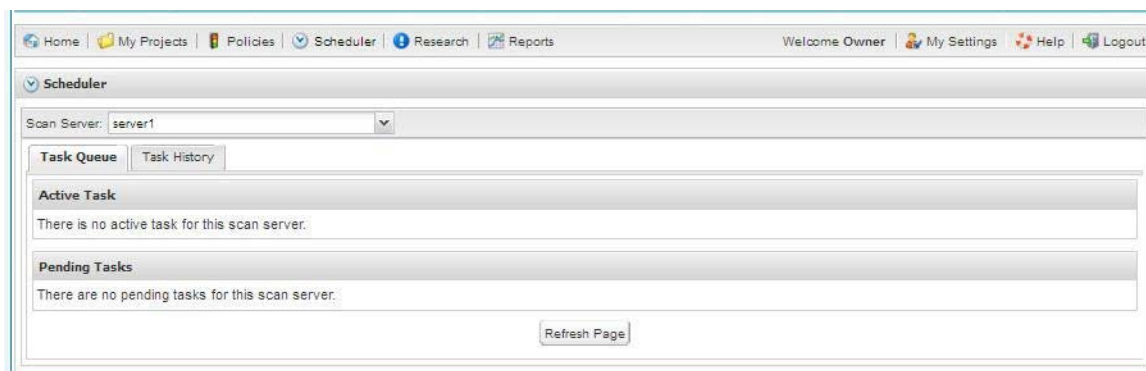 Home | My Projects | Policies | Scheduler | Research | Reports Welcome Owner | My Settings | Help | Logout
Scheduler
Scan Server: server1
Task Queue Task History
Active Task
There is no active task for this scan server.
Pending Tasks
There are no pending tasks for this scan server.
Refresh Page